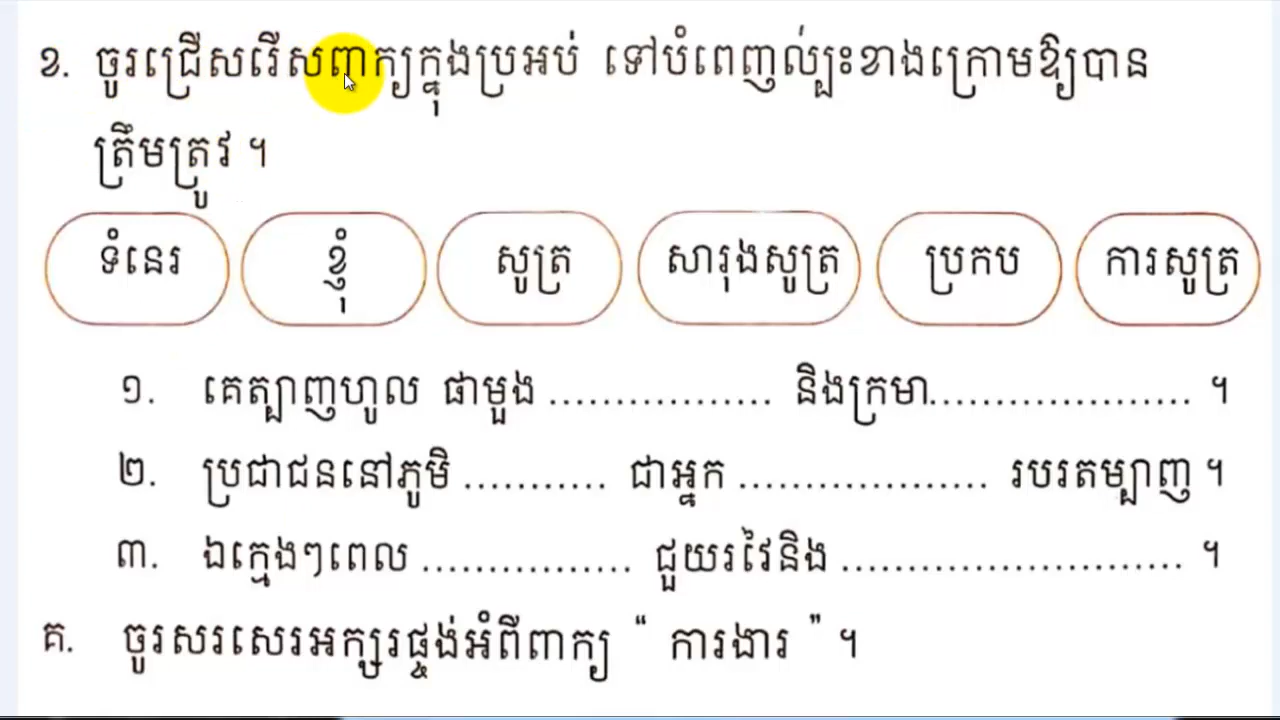 ខ. ចូរជ្រើសរើសពាក្យក្នុងប្រអប់ ទៅបំពេញល្បះខាងក្រោមឱ្យបាន
ត្រឹមត្រូវ ។
ទំនេរ ខ្ញុំ សូត្រ សារុងសូត្រ ប្រកប ការសូត្រ
១. គេត្បាញហូល ផាមួង ................. និងក្រមា..................... ។
២. ប្រជាជននៅភូមិ ........... ជាអ្នក ................... របរតម្បាញ ។
៣. ឯក្មេងៗពេល ................ ជួយរវៃនិង .......................... ។
គ. ចូរសរសេរអក្សរផ្ចង់អំពីពាក្យ “ ការងារ ” ។